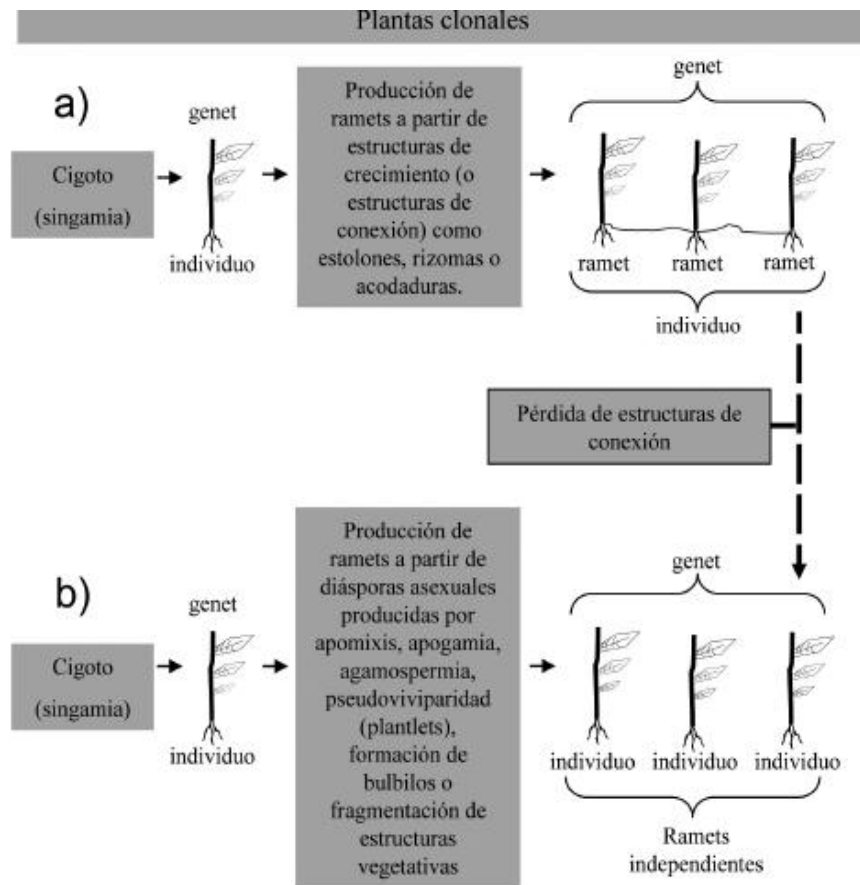 Plantas clonales
a)
genet
Cigoto
(singamia)
individuo
Producción de
ramets a partir de
estructuras de
crecimiento (o
estructuras de
conexión) como
estolones, rizomas o
acodaduras.
genet
ramet ramet ramet
individuo
Pérdida de estructuras de
conexión
b)
genet
Cigoto
(singamia)
individuo
Producción de
ramets a partir de
diásporas asexuales
producidas por
apomixis, apogamia,
agamospermia,
pseudoviviparidad
(plantlets),
formación de
bulbilos o
fragmentación de
estructuras
vegetativas
genet
individuo individuo individuo
Ramets
independientes